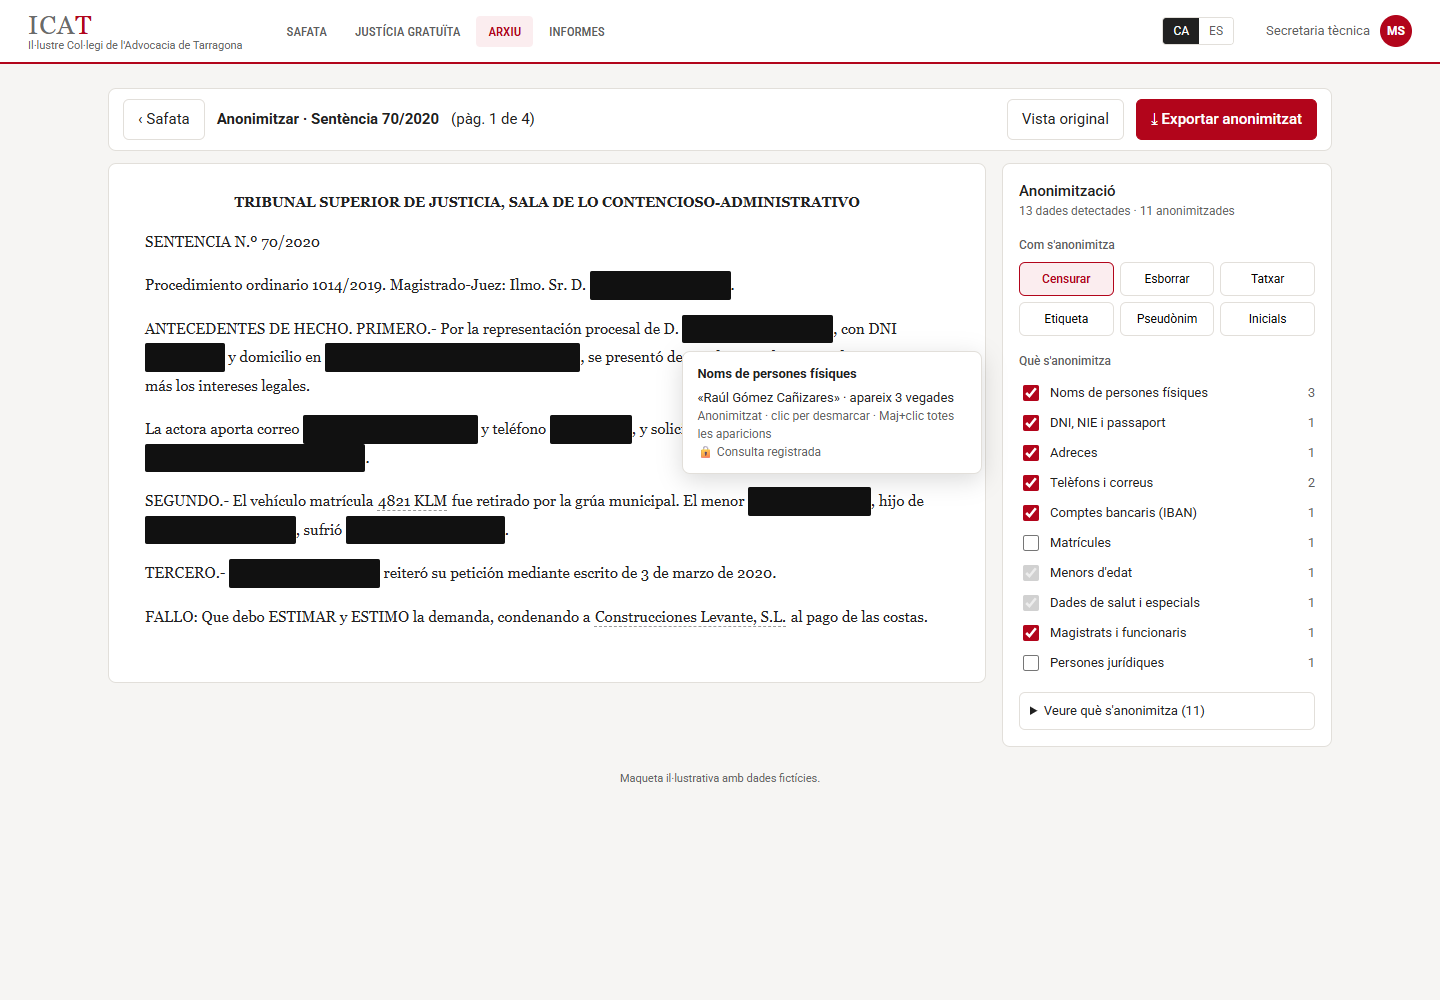 ICAT
Il·lustre Col·legi de l'Advocacia de Tarragona
SAFATA
JUSTÍCIA GRATUÏTA
ARXIU
INFORMES
CA
ES
Secretaria tècnica
MS
‹ Safata
Anonimitzar · Sentència 70/2020
(pàg. 1 de 4)
Vista original
⤓ Exportar anonimitzat
TRIBUNAL SUPERIOR DE JUSTICIA, SALA DE LO CONTENCIOSO-ADMINISTRATIVO
SENTENCIA N.º 70/2020
Procedimiento ordinario 1014/2019. Magistrado-Juez: Ilmo. Sr. D. .
ANTECEDENTES DE HECHO. PRIMERO.- Por la representación procesal de D. , con DNI
y domicilio en , se presentó
más los intereses legales.
La actora aporta correo y teléfono , y
.
SEGUNDO.- El vehículo matrícula 4821 KLM fue retirado por la grúa municipal. El menor , hijo de
, sufrió .
TERCERO.- reiteró su petición mediante escrito de 3 de marzo de 2020.
FALLO: Que debo ESTIMAR y ESTIMO la demanda, condenando a Construcciones Levante, S.L. al pago de las costas.
Noms de persones físiques
«Raúl Gómez Cañizares» · apareix 3 vegades
Anonimitzat · clic per desmarcar · Maj+clic totes
les aparicions
🔒 Consulta registrada
Anonimització
13 dades detectades · 11 anonimitzades
Com s'anonimitza
Censurar
Esborrar
Tatxar
Etiqueta
Pseudònim
Inicials
Què s'anonimitza
Noms de persones físiques 3
DNI, NIE i passaport 1
Adreces 1
Telèfons i correus 2
Comptes bancaris (IBAN) 1
Matrícules 1
Menors d'edat 1
Dades de salut i especials 1
Magistrats i funcionaris 1
Persones jurídiques 1
▶ Veure què s'anonimitza (11)
Maqueta il·lustrativa amb dades fictícies.